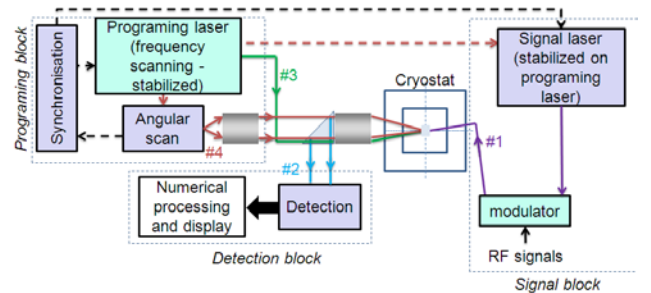 Programing block
Synchronisation
Programing laser
(frequency
scanning -
stabilized)
Angular
scan
#3
#4
#2
Cryostat
#1
Signal laser
(stabilized on
programing
laser)
modulator
RF signals
Signal block
Numerical
processing
and display
Detection
Detection block